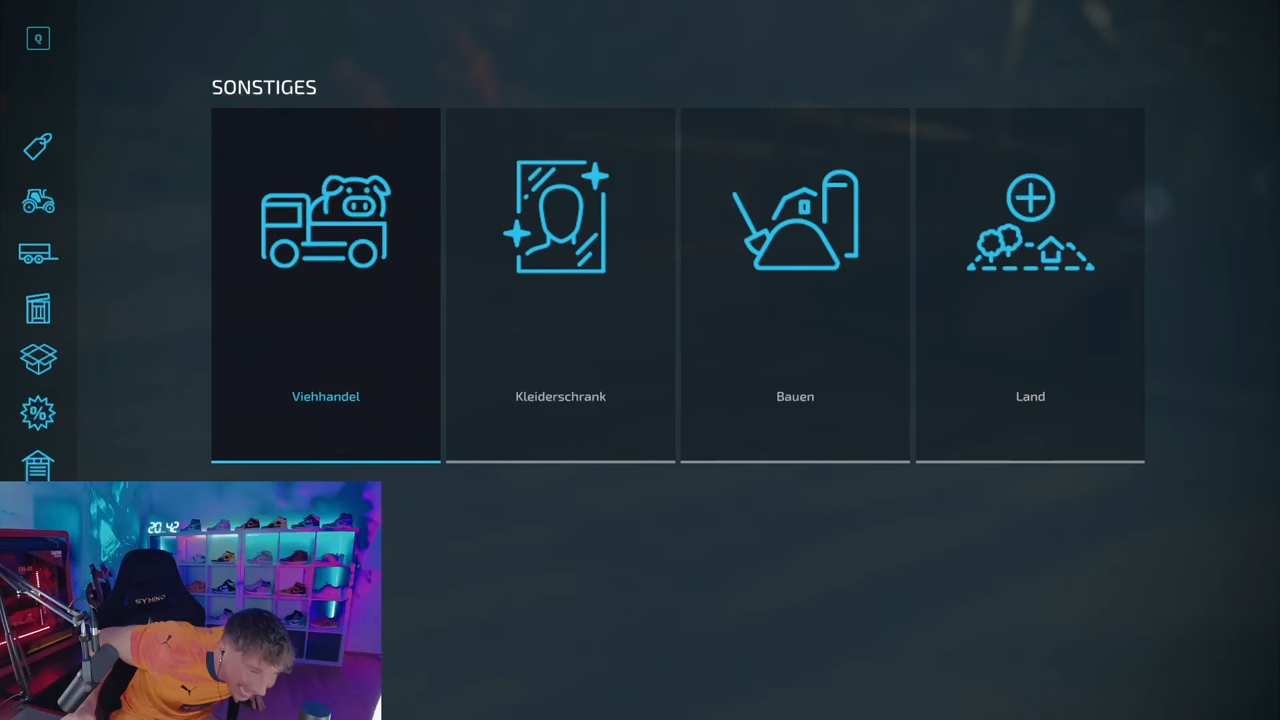 Q
SONSTIGES
Viehhandel
Kleiderschrank
Bauen
Land
%
20:42